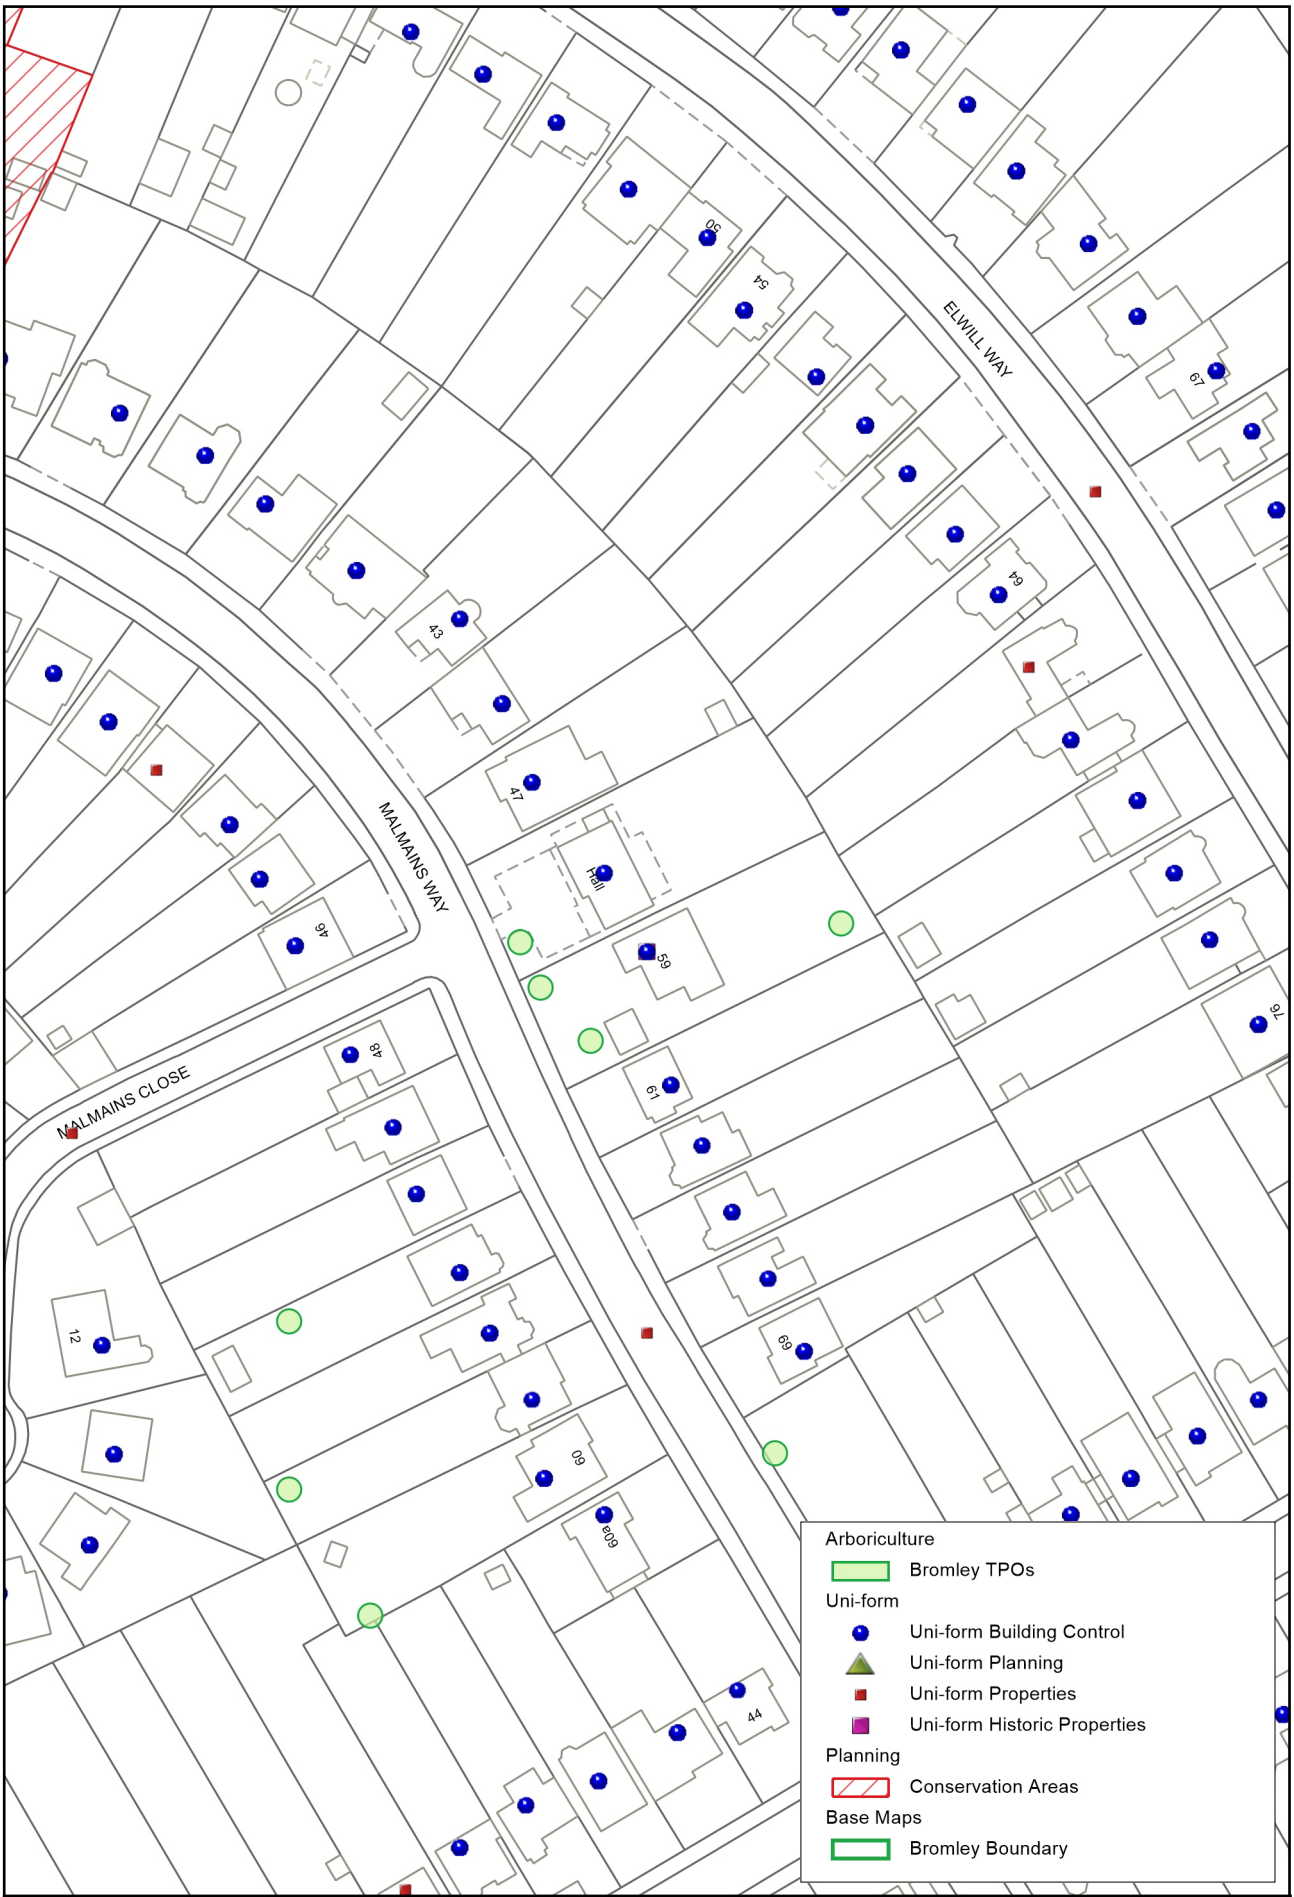 50
54
ELWILL WAY
67
64
43
47
MALMAINS WAY
Hall
46
59
76
48
61
MALMAINS CLOSE
12
69
60
60a
44
Arboriculture
Bromley TPOs
Uni-form
Uni-form Building Control
Uni-form Planning
Uni-form Properties
Uni-form Historic Properties
Planning
Conservation Areas
Base Maps
Bromley Boundary